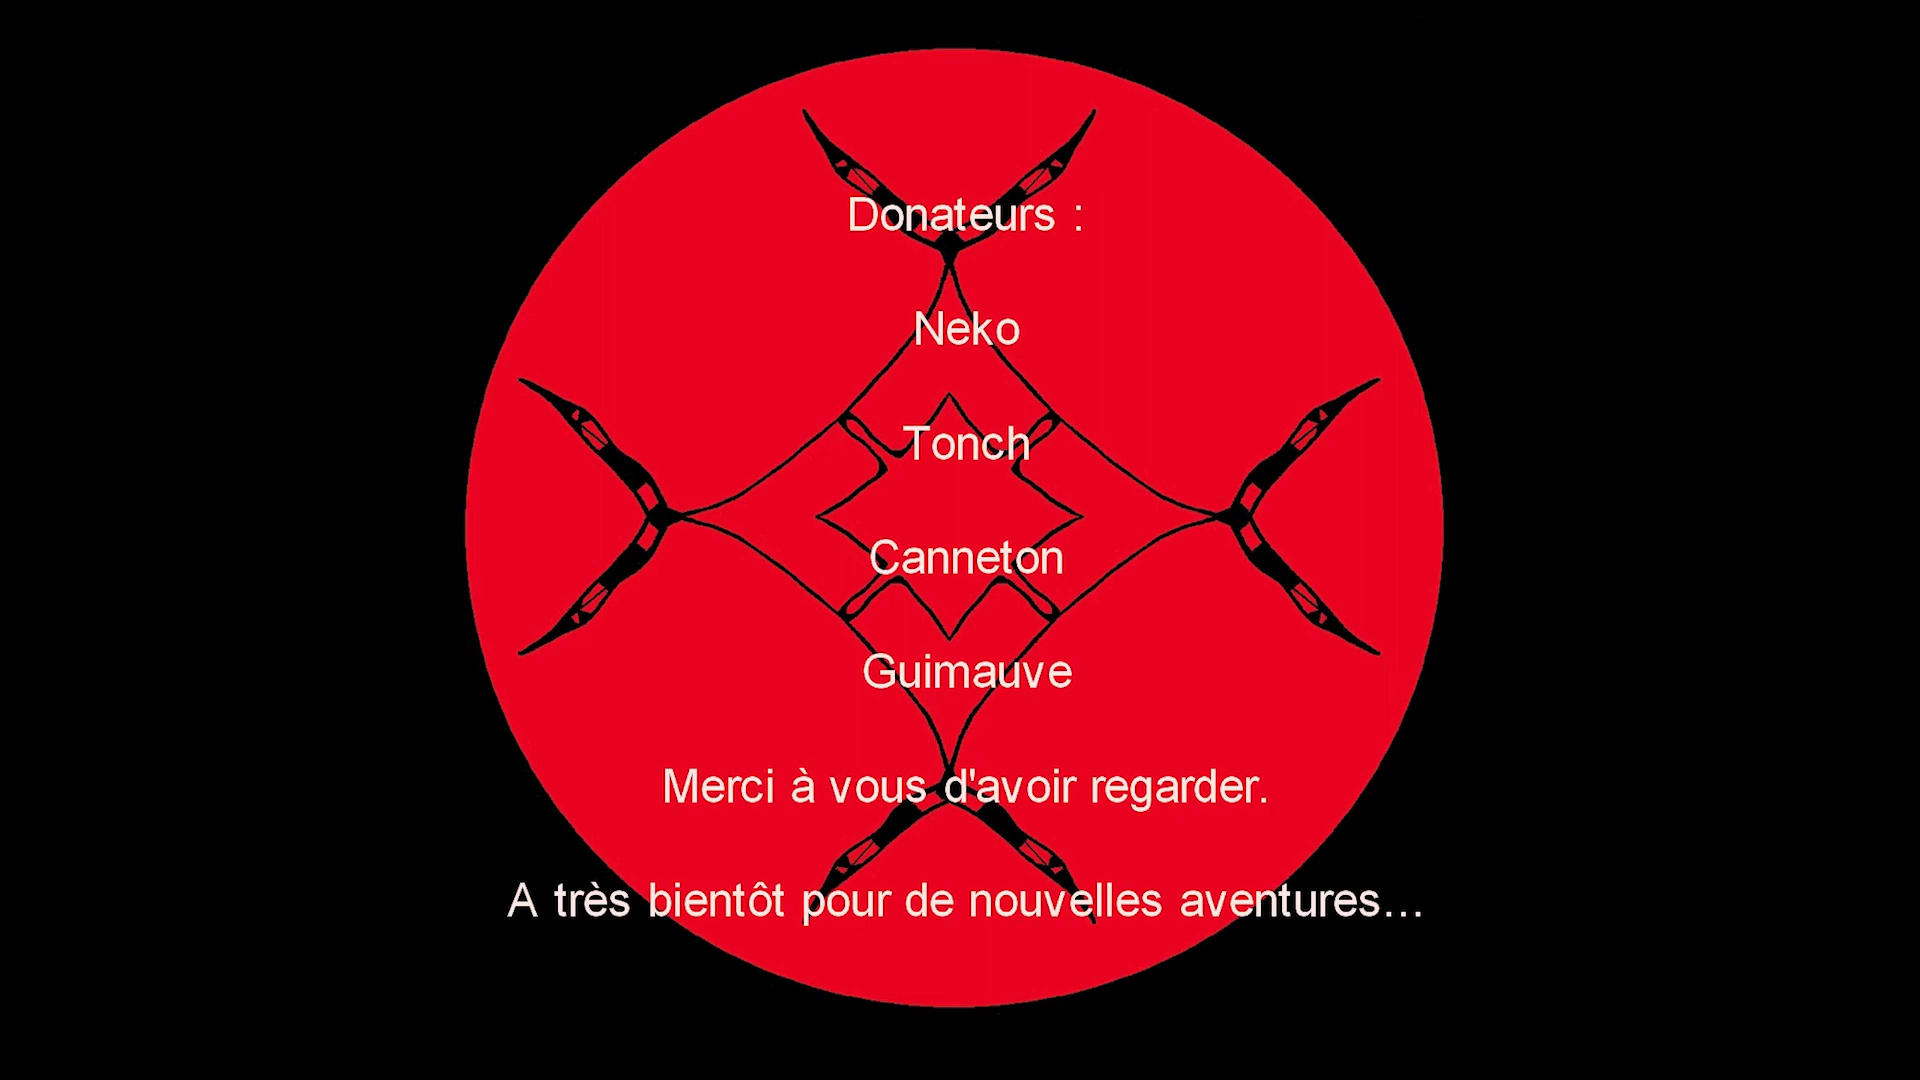 Donateurs :
Neko
Tonch
Canneton
Guimauve
Merci à vous d'avoir regarder.
A très bientôt pour de nouvelles aventures...